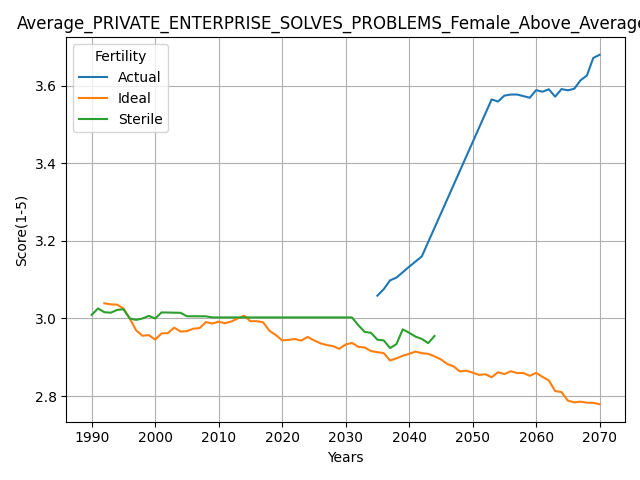 Average_PRIVATE_ENTERPRISE_SOLVES_PROBLEMS_Female_Above_Average
Fertility
Actual
Ideal
Sterile
Score(1-5)
3.6
3.4
3.2
3.0
2.8
1990 2000 2010 2020 2030 2040 2050 2060 2070
Years